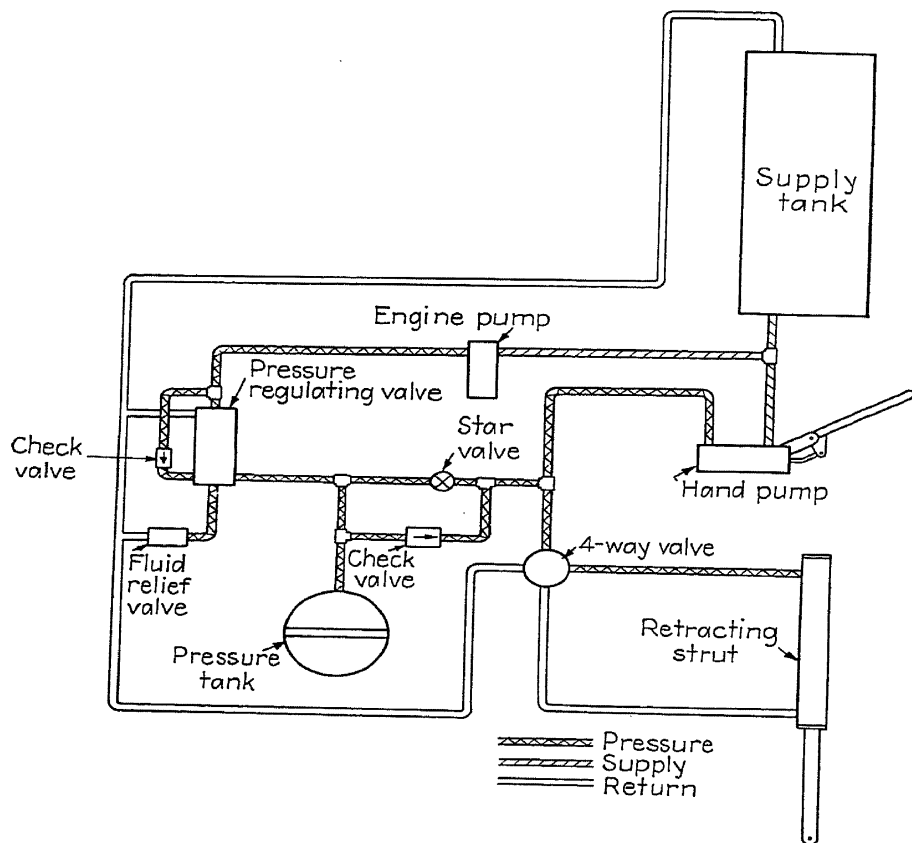 Supply
tank
Engine pump
Pressure
regulating valve
Star
valve
Check
valve
Hand pump
4-way valve
Check
valve
Fluid
relief
valve
Retracting
strut
Pressure
tank
Pressure
Supply
Return